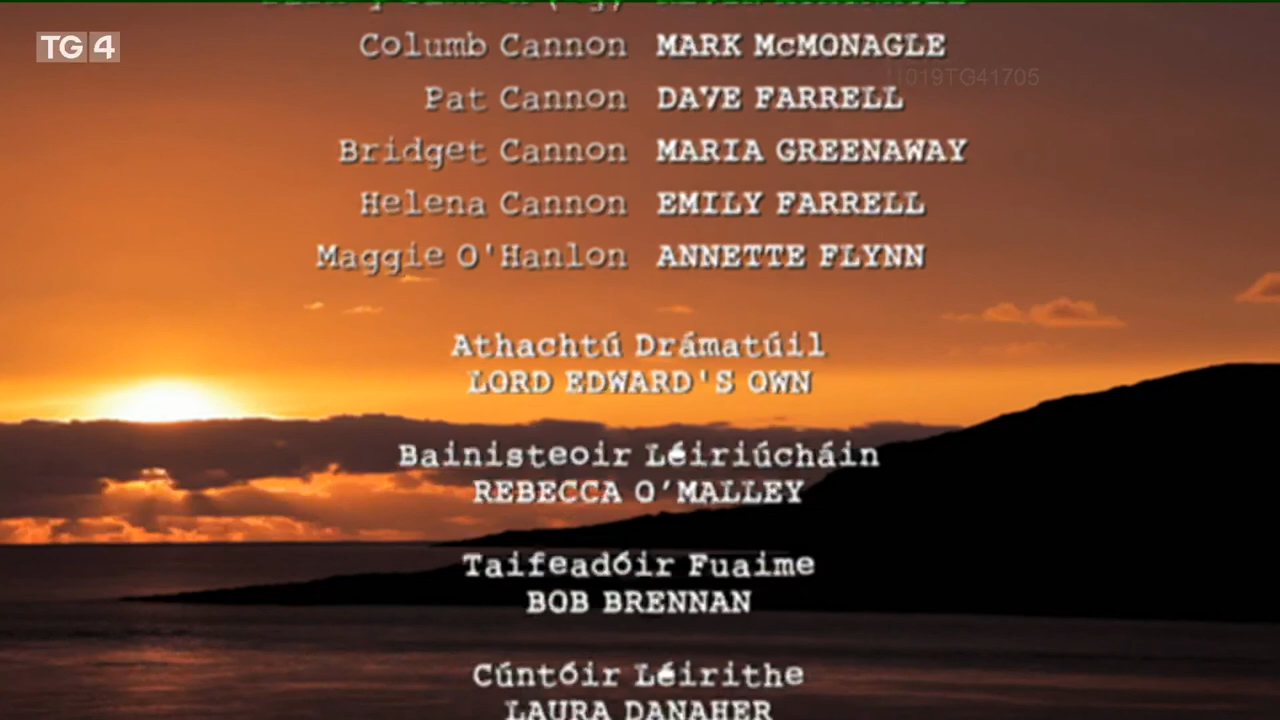 TG4
Columb Cannon MARK McMONAGLE
019TG41705
Pat Cannon DAVE FARRELL
Bridget Cannon MARIA GREENAWAY
Helena Cannon EMILY FARRELL
Maggie O'Hanlon ANNETTE FLYNN
Athachtú Drámatúil
LORD EDWARD'S OWN
Bainisteoir Léiriúcháin
REBECCA O’MALLEY
Taifeadóir Fuaime
BOB BRENNAN
Cúntóir Léirithe
LAURA DANAHER